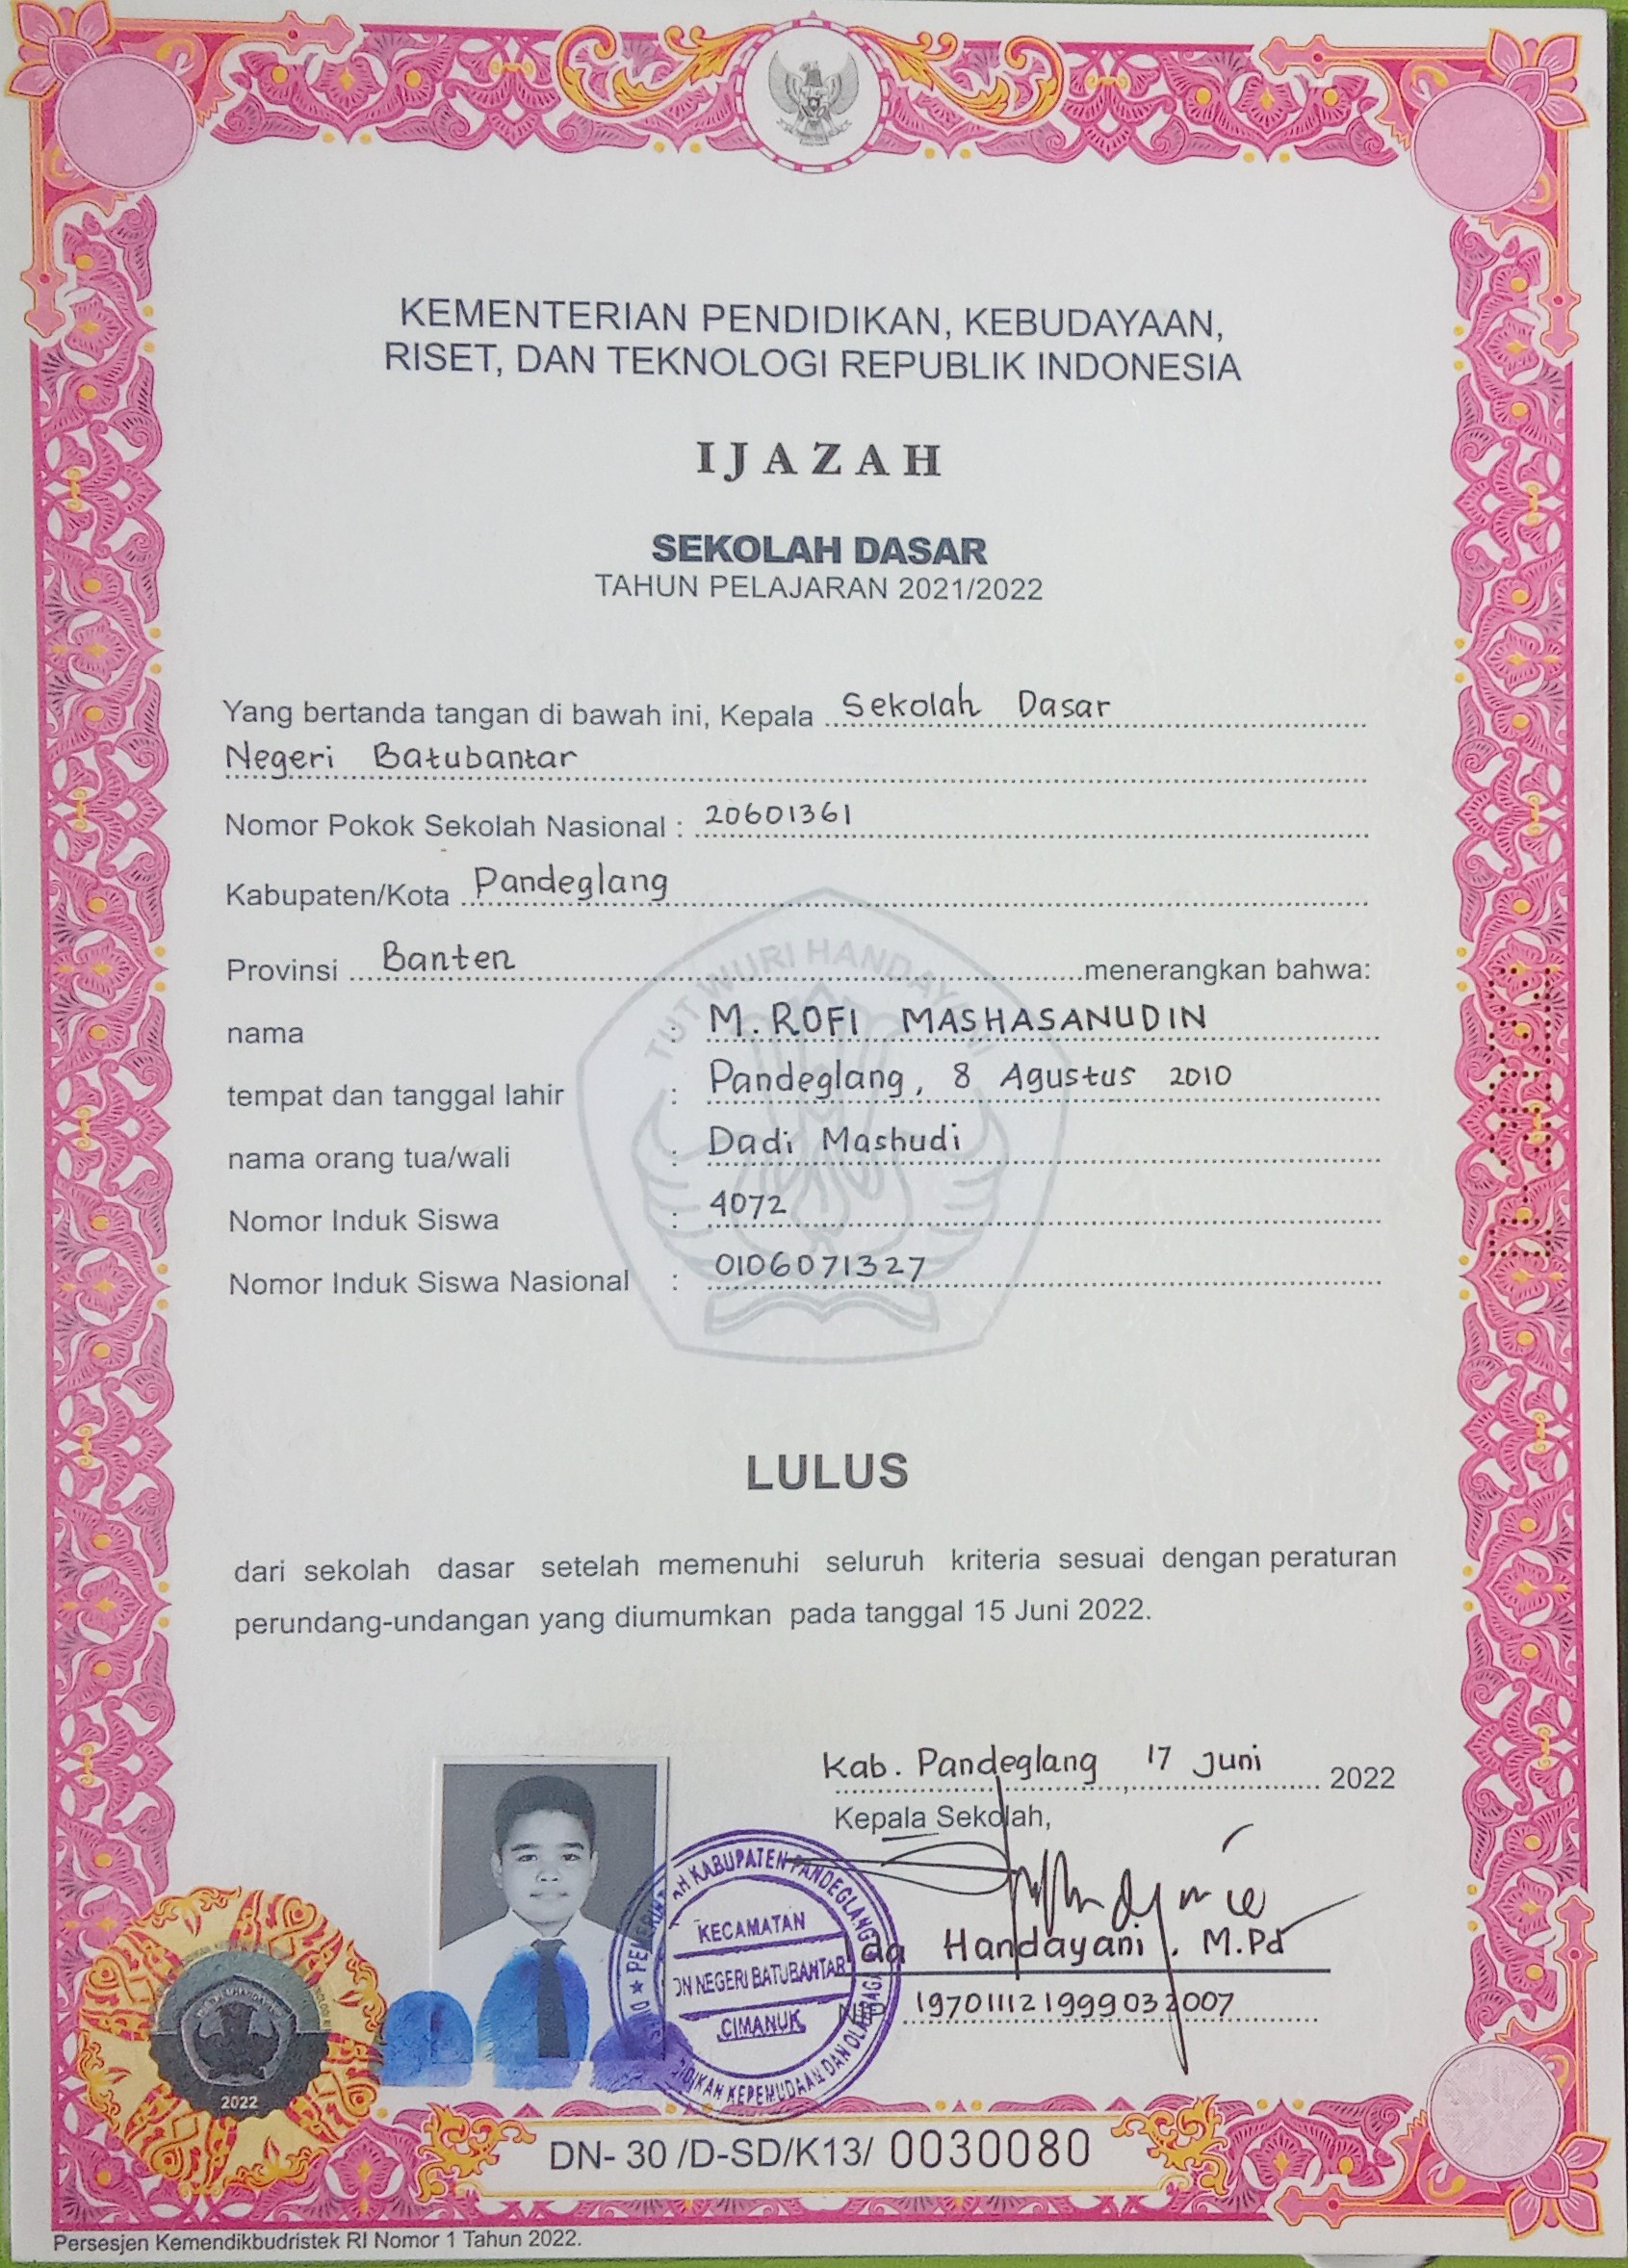 KEMENTERIAN PENDIDIKAN, KEBUDAYAAN,
RISET, DAN TEKNOLOGI REPUBLIK INDONESIA
IJAZAH
SEKOLAH DASAR
TAHUN PELAJARAN 2021/2022
Yang bertanda tangan di bawah ini, Kepala Sekolah Dasar
Negeri Batubantar
Nomor Pokok Sekolah Nasional : 20601361
Kabupaten/Kota Pandeglang
Provinsi Banten menerangkan bahwa:
TUT WURI HANDAYANI
nama : M. ROFI MASHASANUDIN
tempat dan tanggal lahir : Pandeglang, 8 Agustus 2010
nama orang tua/wali : Dadi Mashudi
Nomor Induk Siswa : 4072
Nomor Induk Siswa Nasional : 0106071327
LULUS
dari sekolah dasar setelah memenuhi seluruh kriteria sesuai dengan peraturan
perundang-undangan yang diumumkan pada tanggal 15 Juni 2022.
Kab. Pandeglang, 17 Juni 2022
Kepala Sekolah,
KABUPATEN PANDEGLANG
KECAMATAN
DN NEGERI BATUBANTAR
CIMANUK
DIDIKAN KEPEMUDAAN DAN OLAHRAGA
Ida Handayani, M.Pd
NIP 197011121999032007
2022
DN- 30 /D-SD/K13/ 0030080
Persesjen Kemendikbudristek RI Nomor 1 Tahun 2022.